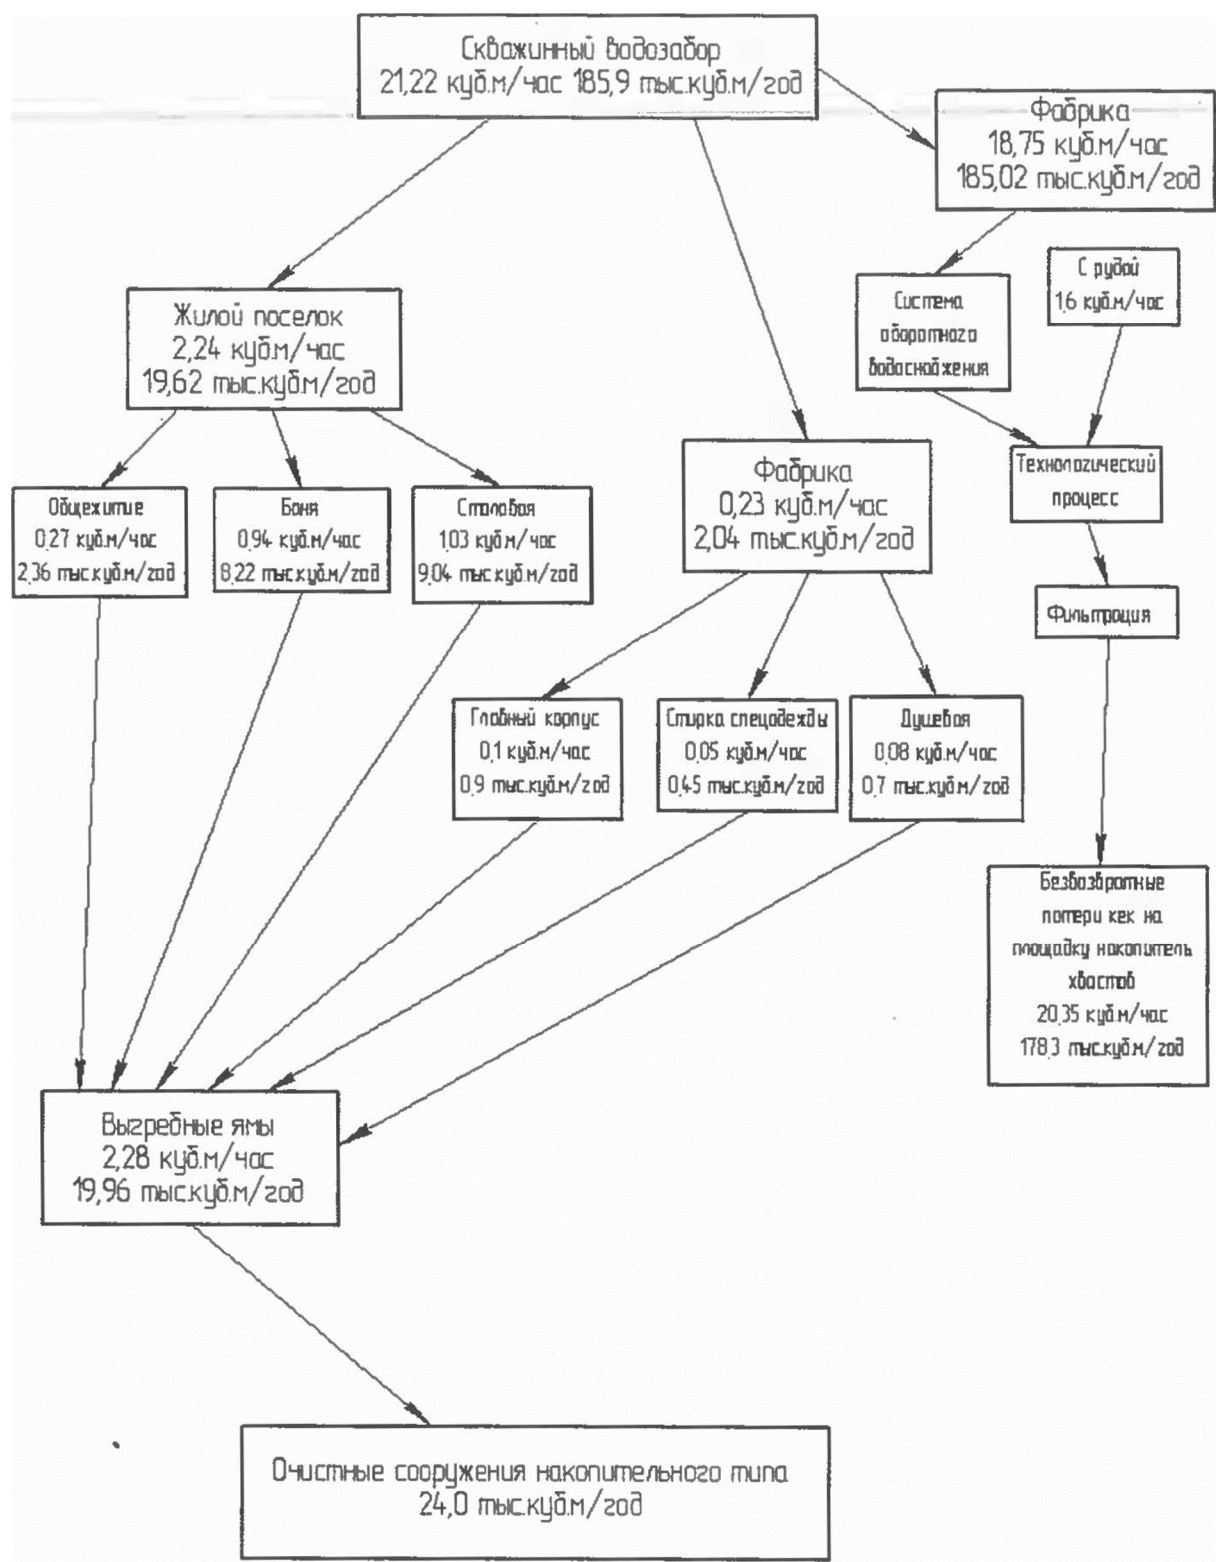 Скважинный водозабор
21,22 куб.м/час 185,9 тыс.куб.м/год
Фабрика
18,75 куб.м/час
185,02 тыс.куб.м/год
Жилой поселок
2,24 куб.м/час
19,62 тыс.куб.м/год
Система
оборотного
водоснабжения
С рудой
1,6 куб.м/час
Фабрика
0,23 куб.м/час
2,04 тыс.куб.м/год
Технологический
процесс
Общежитие
0,27 куб.м/час
2,36 тыс.куб.м/год
Баня
0,94 куб.м/час
8,22 тыс.куб.м/год
Столовая
1,03 куб.м/час
9,04 тыс.куб.м/год
Фильтрация
Главный корпус
0,1 куб.м/час
0,9 тыс.куб.м/год
Стирка спецодежды
0,05 куб.м/час
0,45 тыс.куб.м/год
Душевая
0,08 куб.м/час
0,7 тыс.куб.м/год
Безвозвратные
потери кек на
площадку накопитель
хвостов
20,35 куб.м/час
178,3 тыс.куб.м/год
Выгребные ямы
2,28 куб.м/час
19,96 тыс.куб.м/год
Очистные сооружения накопительного типа
24,0 тыс.куб.м/год